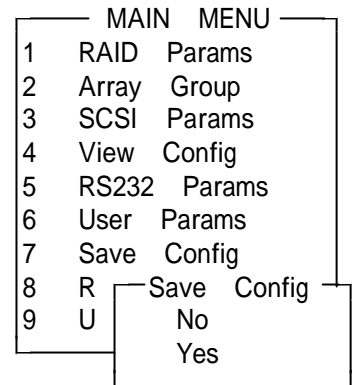 MAIN MENU
1 RAID Params
2 Array Group
3 SCSI Params
4 View Config
5 RS232 Params
6 User Params
7 Save Config
8 R Save Config
9 U No
Yes